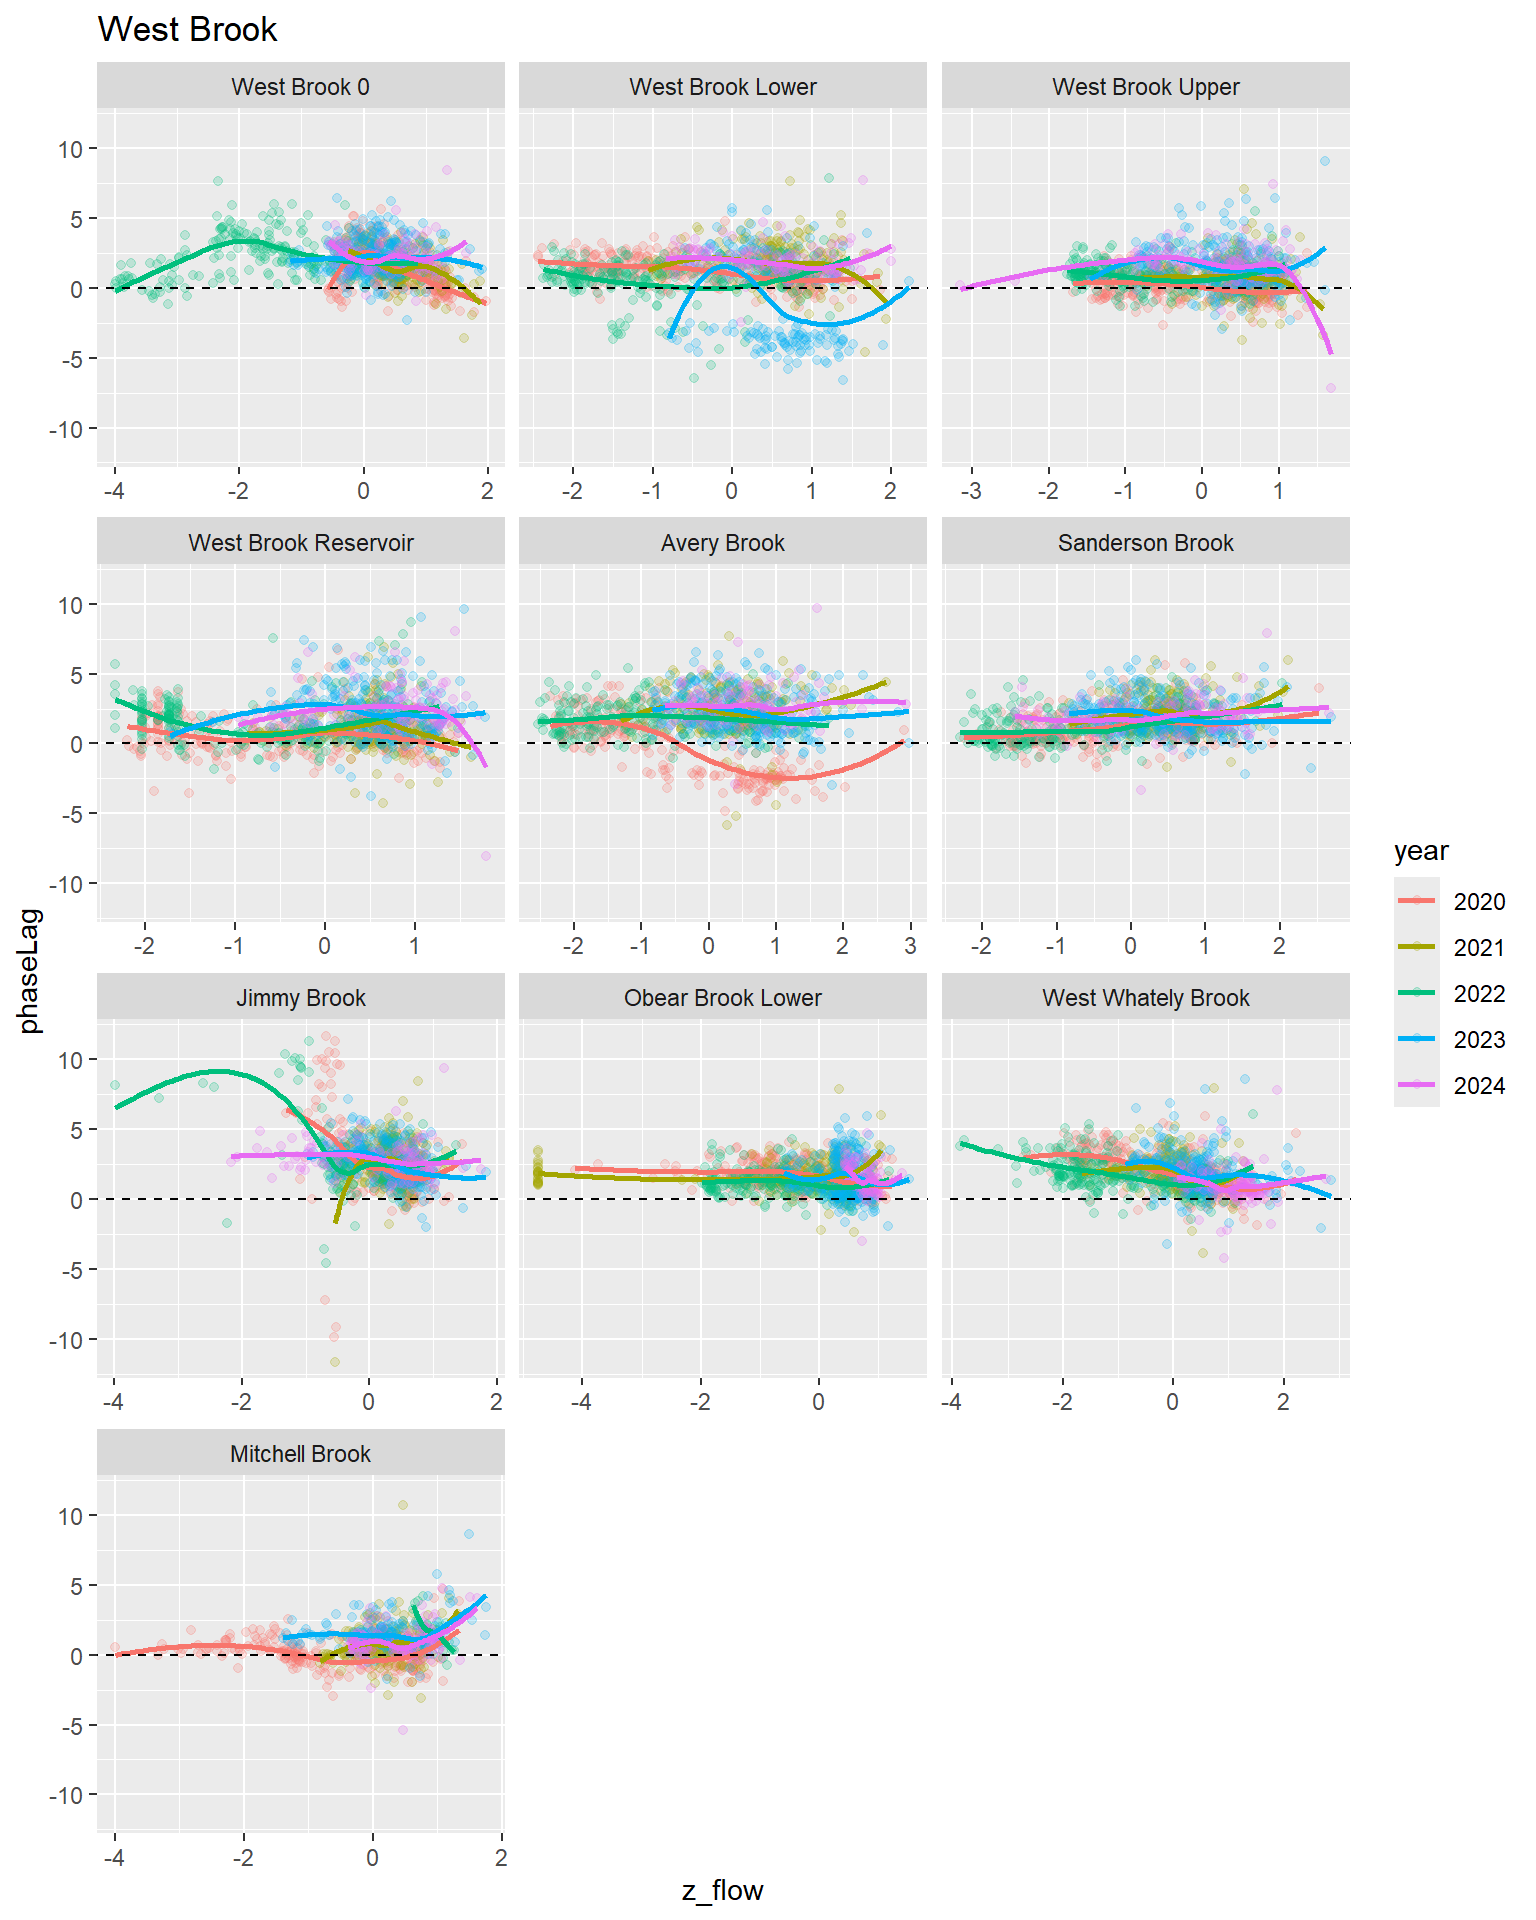 West Brook
West Brook 0 West Brook Lower West Brook Upper
10
5
0
-5
-10
-4 -2 0 2 -2 -1 0 1 2 -3 -2 -1 0 1
West Brook Reservoir Avery Brook Sanderson Brook
10
5
0
-5
-10
-2 -1 0 1 -2 -1 0 1 2 3 -2 -1 0 1 2
Jimmy Brook Obear Brook Lower West Whately Brook
10
5
0
-5
-10
-4 -2 0 2 -4 -2 0 -4 -2 0 2
Mitchell Brook
10
5
0
-5
-10
-4 -2 0 2
phaseLag
z_flow
year
2020
2021
2022
2023
2024